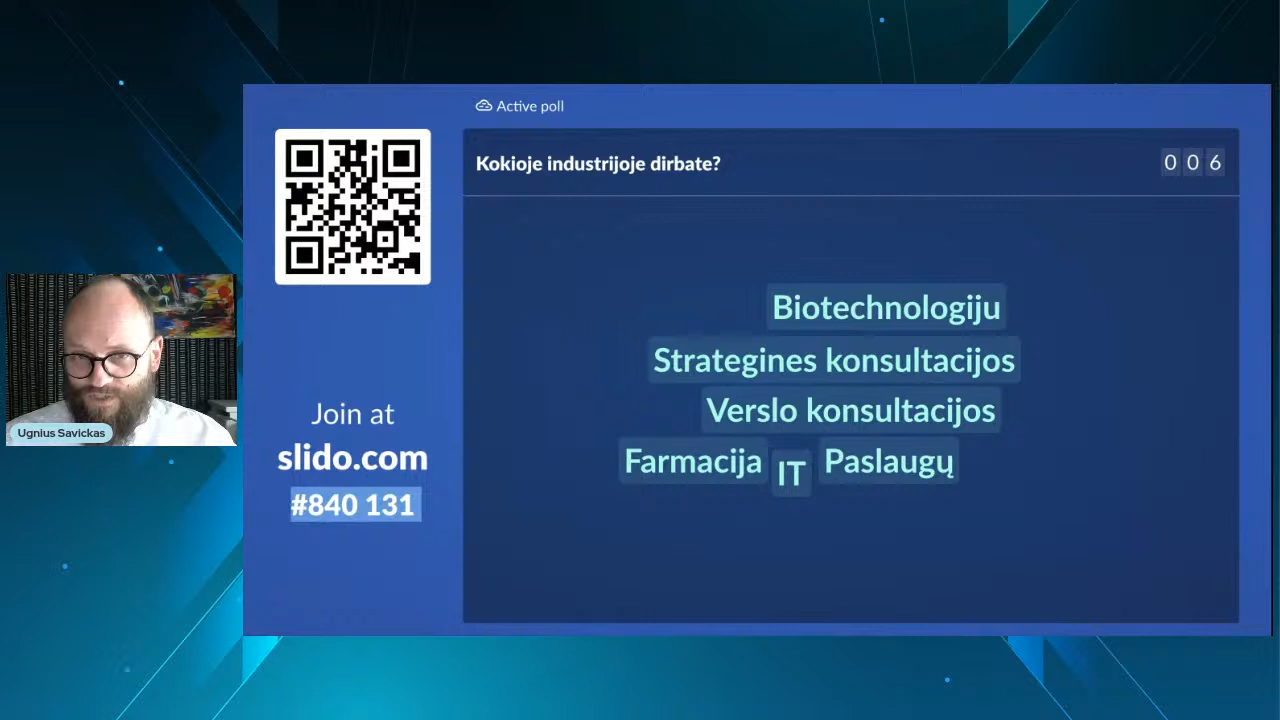 Active poll
Kokioje industrijoje dirbate?
0 0 6
Biotechnologiju
Strategines konsultacijos
Verslo konsultacijos
Farmacija IT Paslaugų
Join at
slido.com
#840 131
Ugnius Savickas